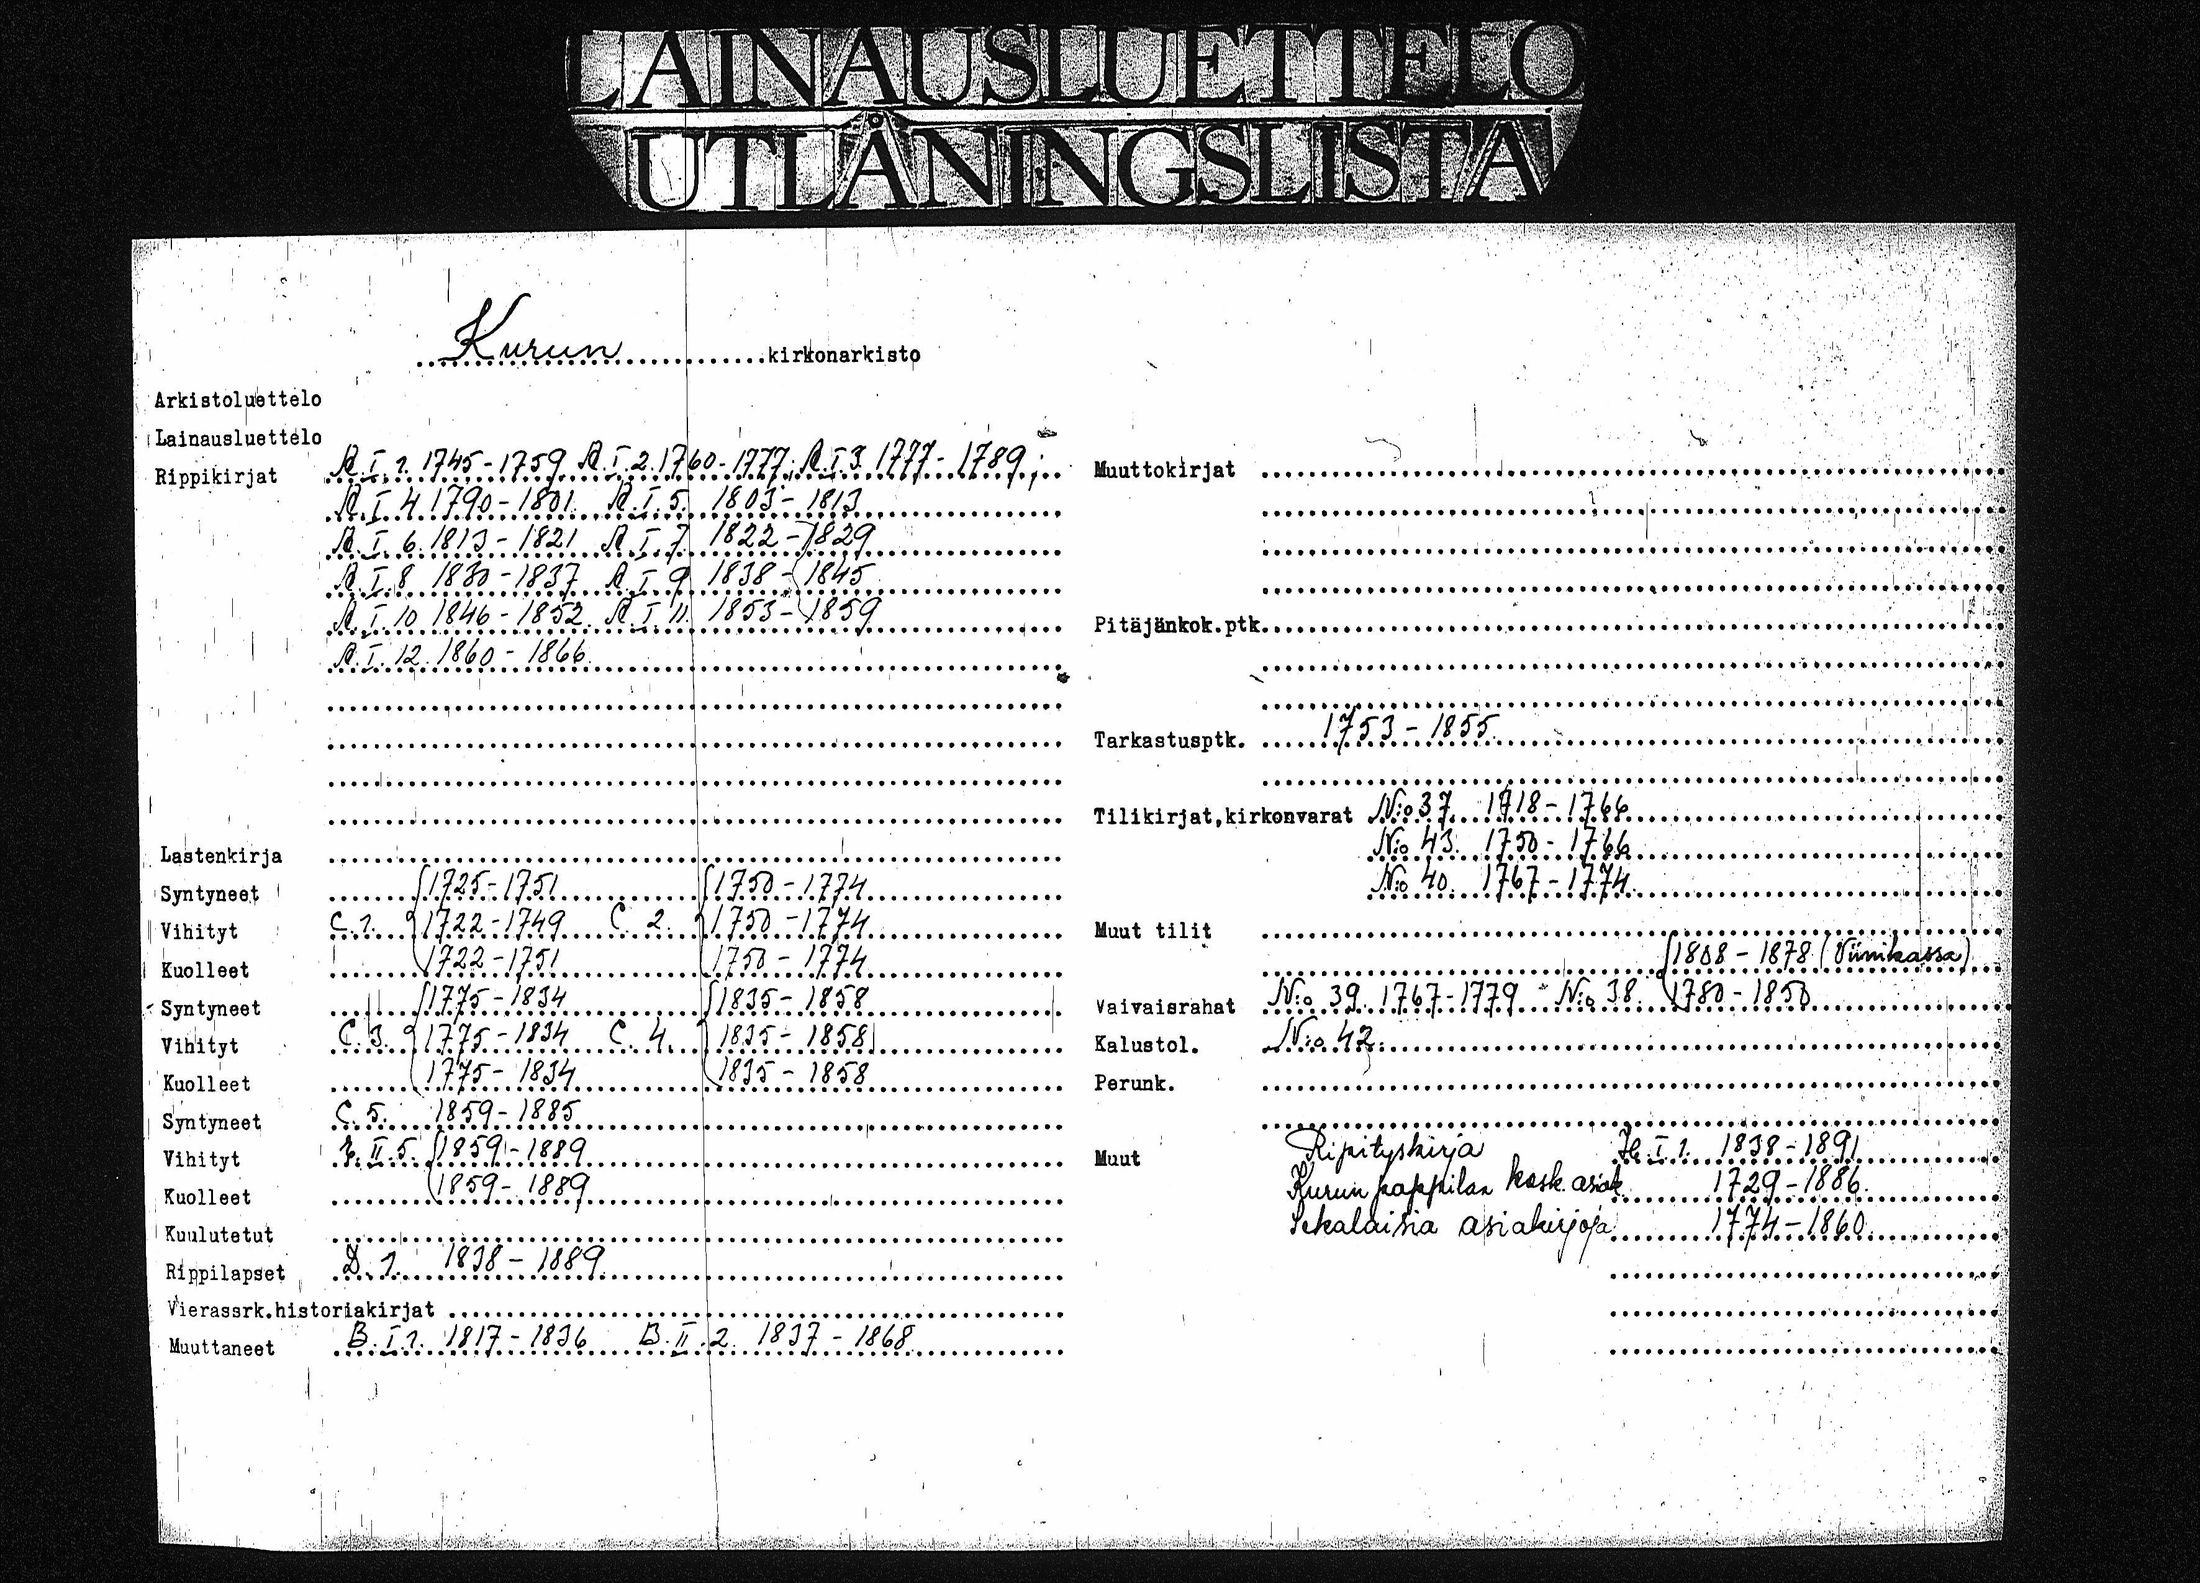 LAINAUSLUETTELO
UTLÅNINGSLISTA
Kurun kirkonarkisto
Arkistoluettelo
Lainausluettelo
Rippikirjat A.I.1. 1745-1759 A.I.2. 1760-1777; A.I.3. 1777-1789;
A.I.4 1790-1801 A.I.5. 1803-1813
A.I.6. 1813-1821 A.I.7 1822-1829
A.I.8 1830-1837 A.I.9 1838-1845
A.I.10 1846-1852. A.I.11. 1853-1859
A.I.12. 1860-1866.
Lastenkirja
Syntyneet 1725-1751 1750-1774
Vihityt C.1. 1722-1749 C.2. 1750-1774
Kuolleet 1722-1751 1750-1774
Syntyneet 1775-1834 1835-1858
Vihityt C.3. 1775-1834 C.4. 1835-1858
Kuolleet 1775-1834 1835-1858
Syntyneet C.5. 1859-1885
Vihityt II.5. 1859-1889
Kuolleet 1859-1889
Kuulutetut
Rippilapset D.1. 1838-1889
Vierassrk.historiakirjat
Muuttaneet B.I.1. 1817-1836 B.II.2. 1837-1868.
Muuttokirjat
Pitäjänkok.ptk.
Tarkastusptk. 1753-1855.
Tilikirjat,kirkonvarat N:o 37. 1718-1766
N:o 43. 1750-1766
N:o 40. 1767-1774.
Muut tilit
1808-1878 (Viinikassa)
Vaivaisrahat N:o 39. 1767-1779 N:o 38. 1780-1850
Kalustol. N:o 42.
Perunk.
Muut Ripityskirja I.1. 1838-1891
Kurun pappilan kosk. asiak. 1729-1886.
Sekalaisia asiakirjoja 1774-1860